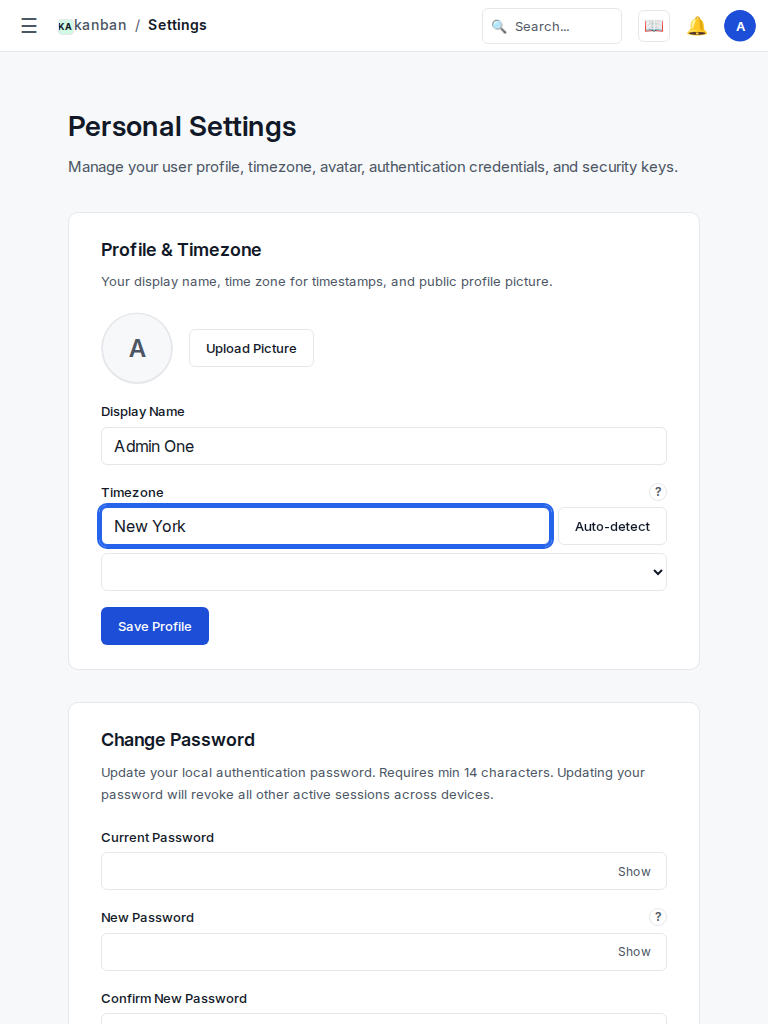 KA kanban / Settings
Search...
A
Personal Settings
Manage your user profile, timezone, avatar, authentication credentials, and security keys.
Profile & Timezone
Your display name, time zone for timestamps, and public profile picture.
A
Upload Picture
Display Name
Admin One
Timezone
?
New York
Auto-detect
Save Profile
Change Password
Update your local authentication password. Requires min 14 characters. Updating your
password will revoke all other active sessions across devices.
Current Password
Show
New Password
?
Show
Confirm New Password